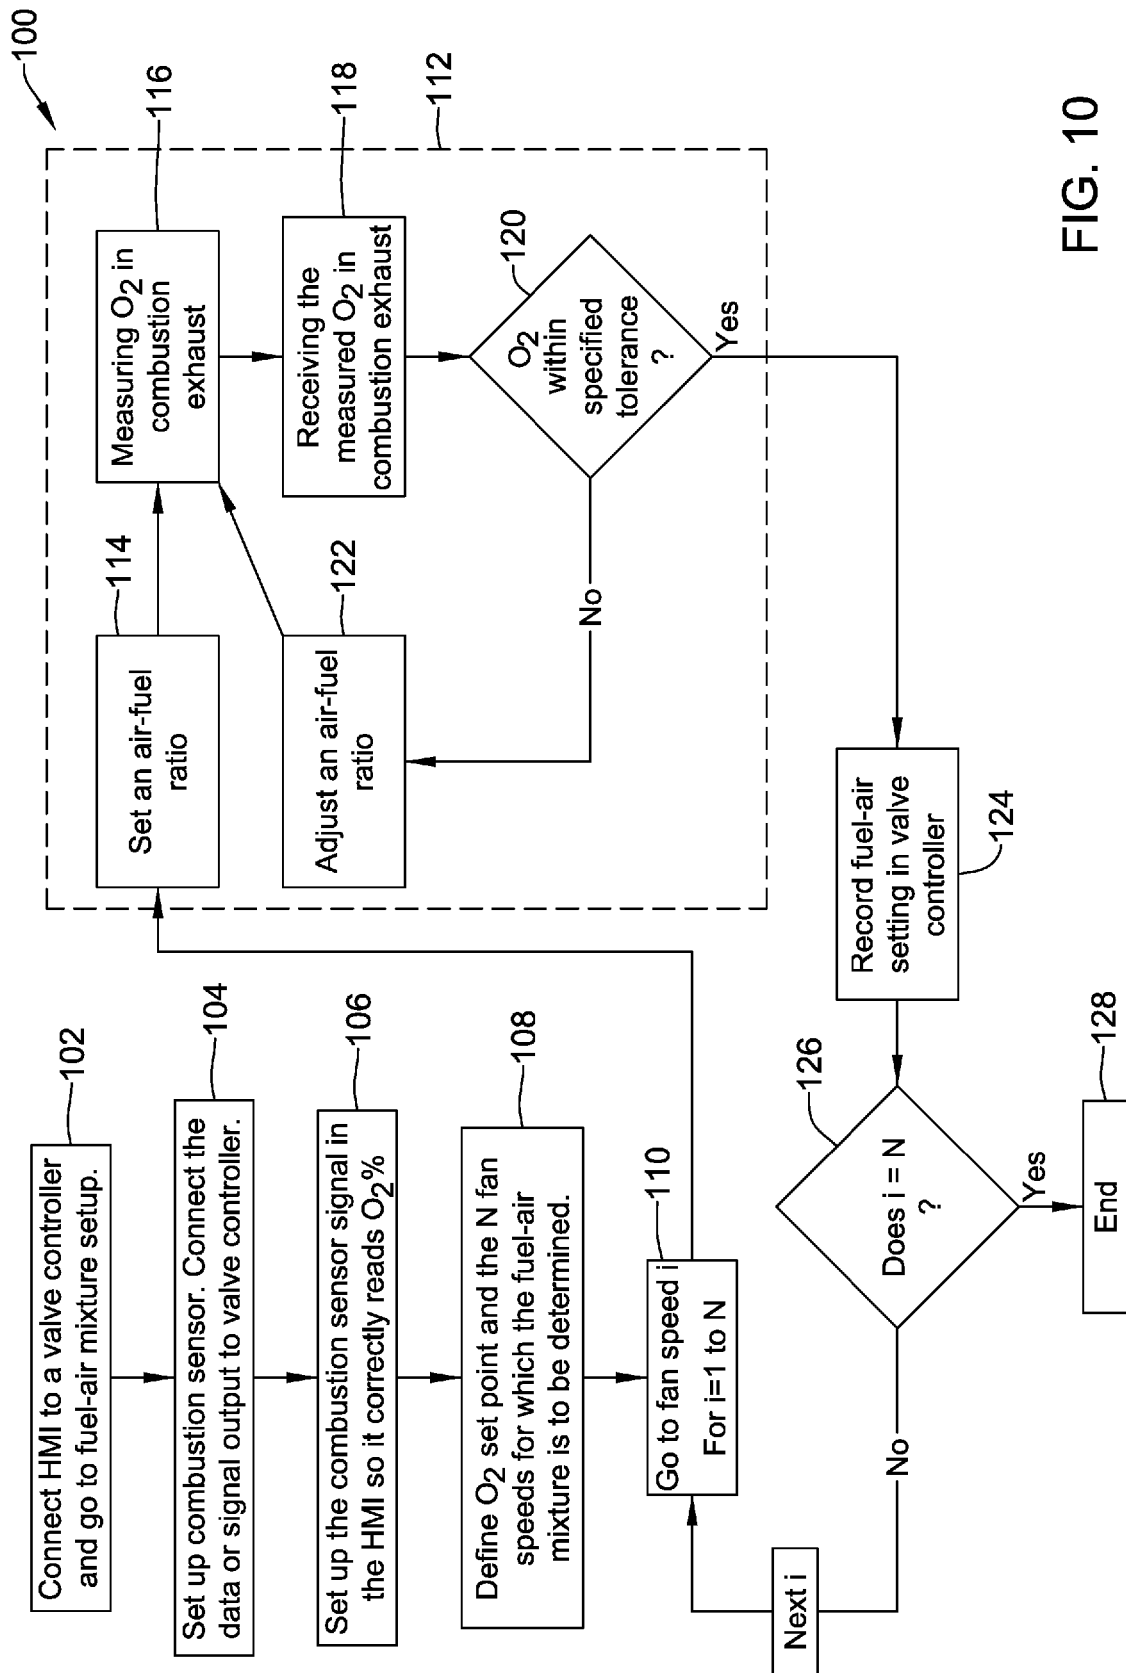 100
Connect HMI to a valve controller
and go to fuel-air mixture setup.
102
Set up combustion sensor. Connect the
data or signal output to valve controller.
104
Set up the combustion sensor signal in
the HMI so it correctly reads O2%
106
Define O2 set point and the N fan
speeds for which the fuel-air
mixture is to be determined.
108
Go to fan speed i
For i=1 to N
110
112
Set an air-fuel
ratio
114
Measuring O2 in
combustion
exhaust
116
Receiving the
measured O2 in
combustion exhaust
118
O2
within
specified
tolerance
?
120
No
Yes
Adjust an air-fuel
ratio
122
Record fuel-air
setting in valve
controller
124
Does i = N
?
126
No
Yes
Next i
End
128
FIG. 10